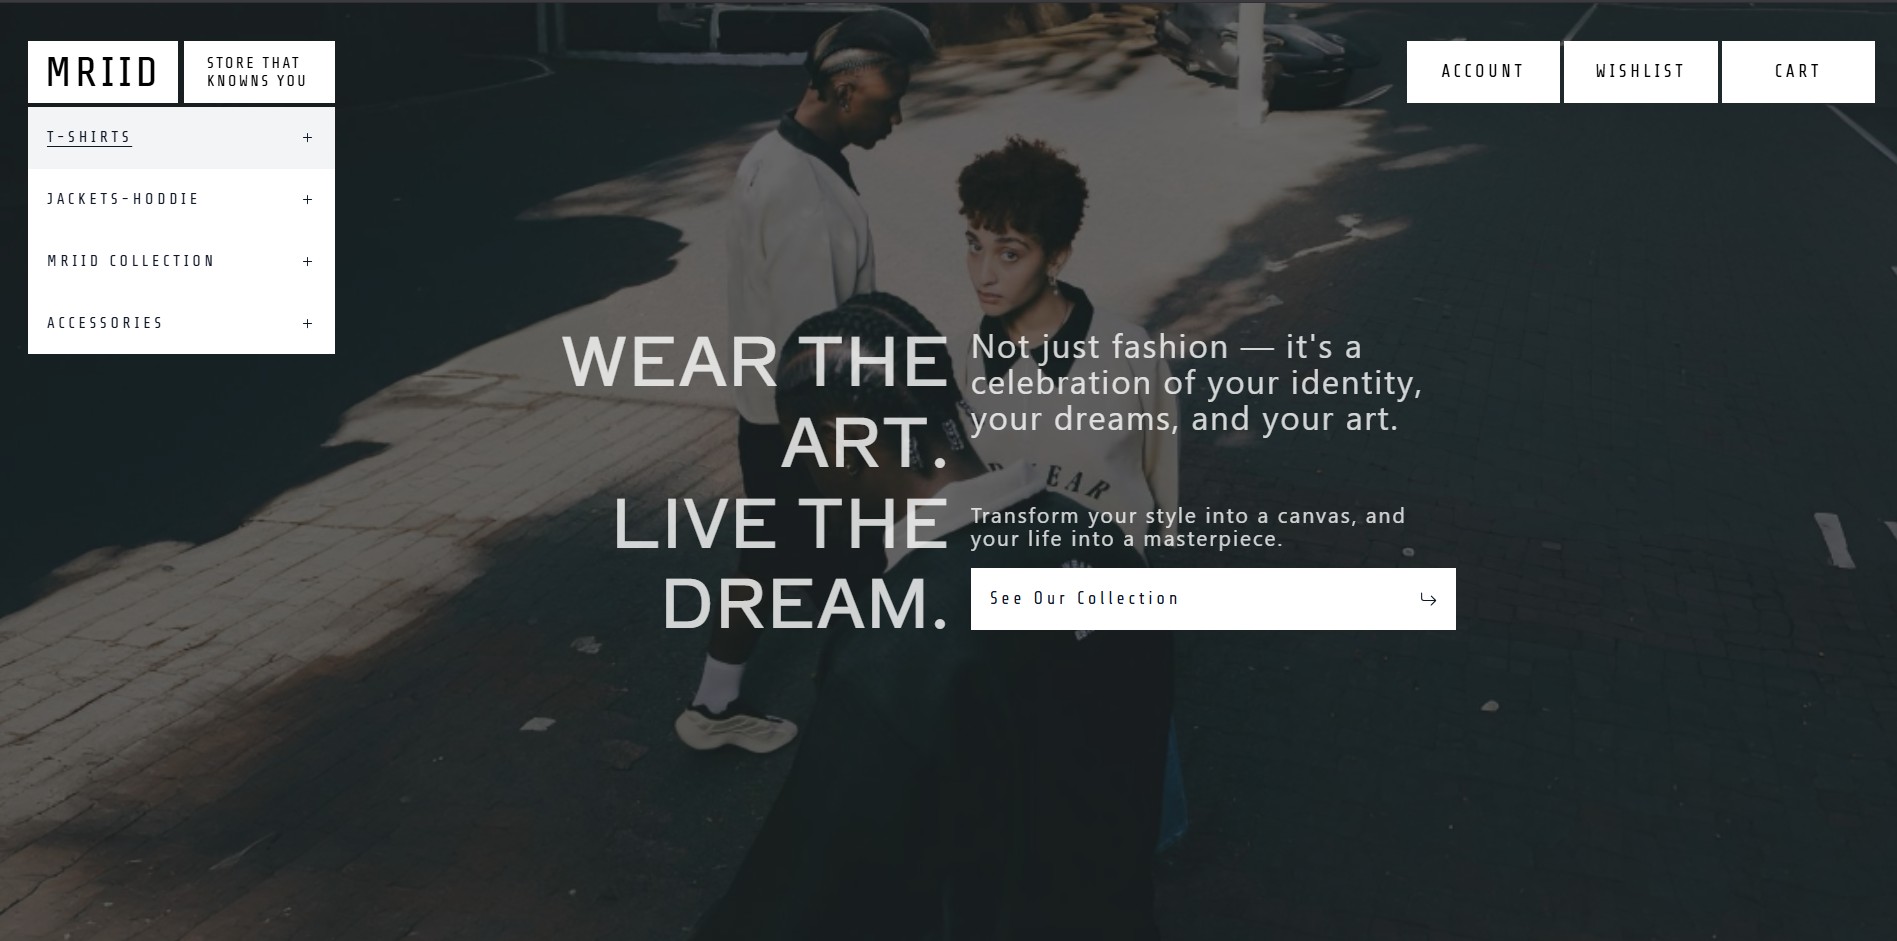 MRIID
STORE THAT
KNOWNS YOU
ACCOUNT
WISHLIST
CART
T-SHIRTS
JACKETS-HODDIE
MRIID COLLECTION
ACCESSORIES
WEAR THE
ART.
LIVE THE
DREAM.
Not just fashion — it's a
celebration of your identity,
your dreams, and your art.
Transform your style into a canvas, and
your life into a masterpiece.
See Our Collection